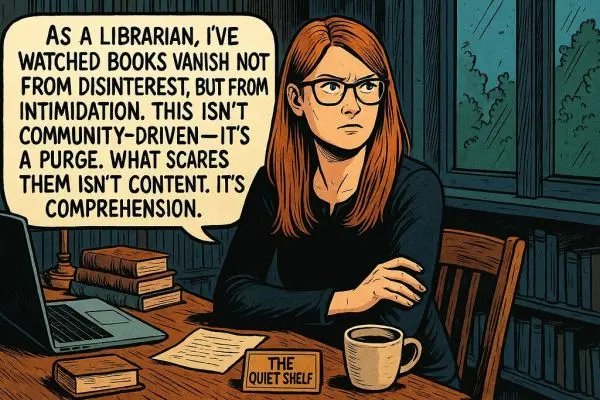 AS A LIBRARIAN, I'VE
WATCHED BOOKS VANISH NOT
FROM DISINTEREST, BUT FROM
INTIMIDATION. THIS ISN'T
COMMUNITY-DRIVEN—IT'S
A PURGE. WHAT SCARES
THEM ISN'T CONTENT. IT'S
COMPREHENSION.
THE
QUIET SHELF